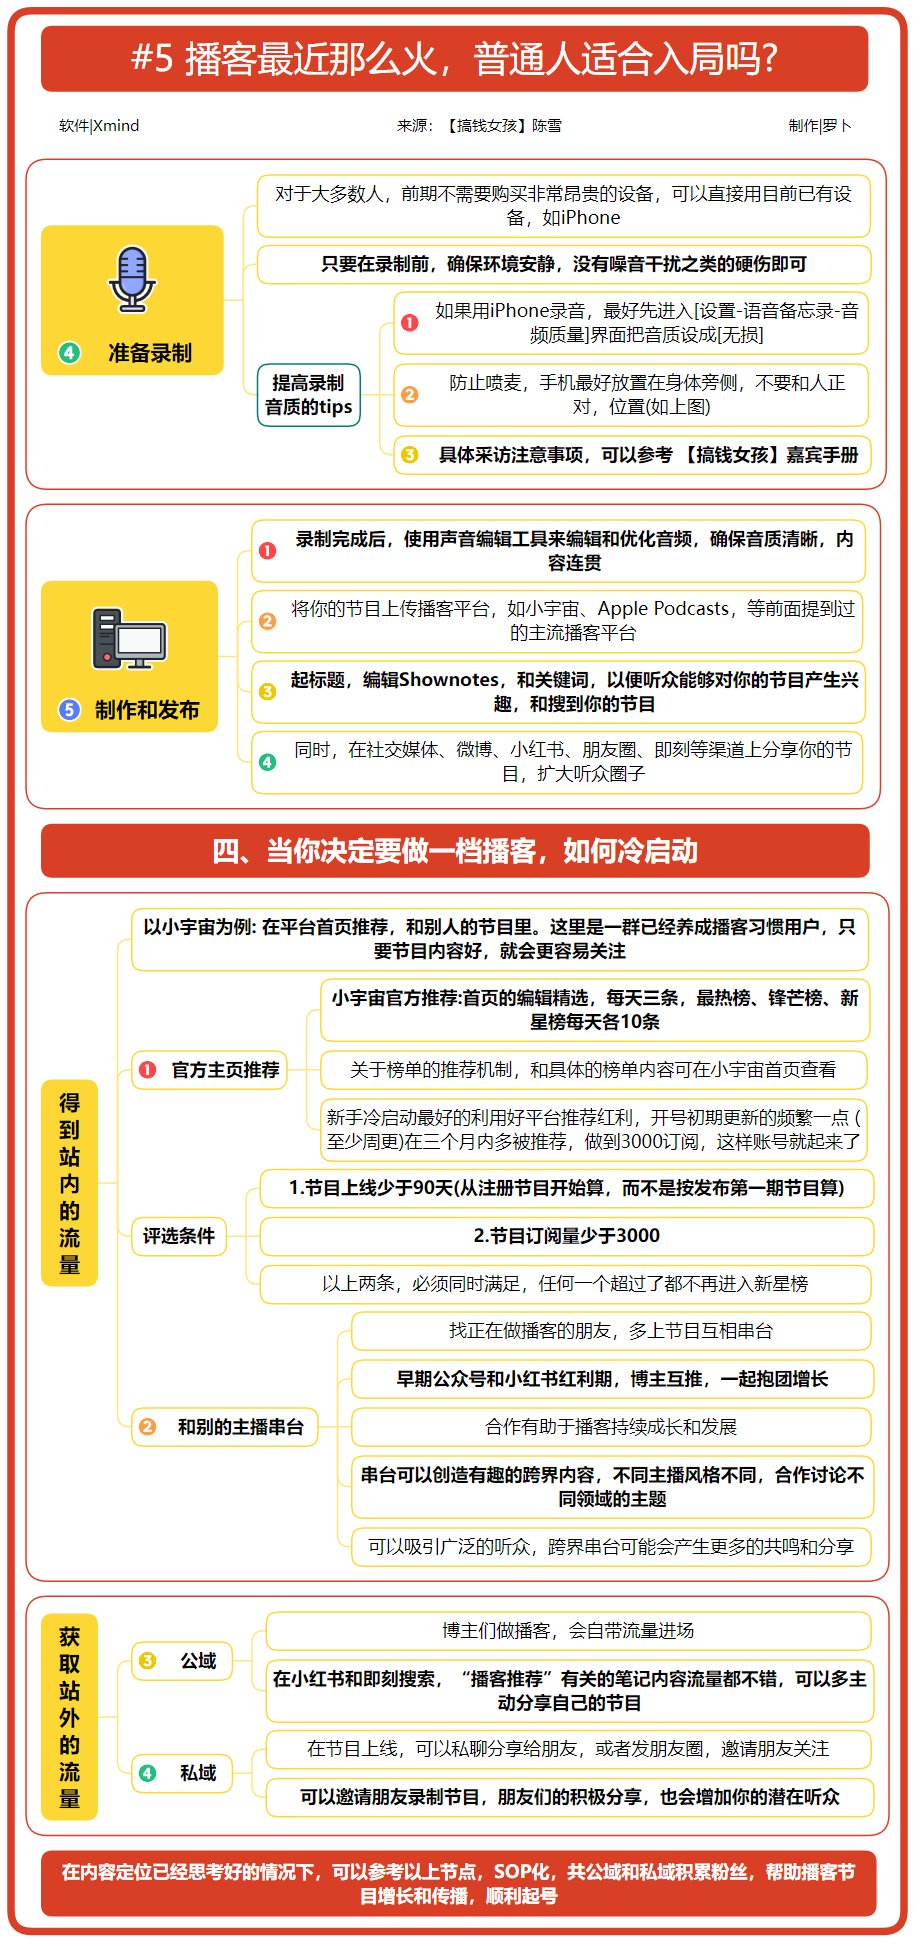 #5 播客最近那么火，普通人适合入局吗?
软件|Xmind
来源：【搞钱女孩】陈雪
制作|萝卜
4 准备录制
对于大多数人，前期不需要购买非常昂贵的设备，可以直接用目前已有设
备，如iPhone
只要在录制前，确保环境安静，没有噪音干扰之类的硬伤即可
提高录制
音质的tips
1 如果用iPhone录音，最好先进入[设置-语音备忘录-音
频质量]界面把音质设成[无损]
2 防止喷麦，手机最好放置在身体旁侧，不要和人正
对，位置(如上图)
3 具体采访注意事项，可以参考 【搞钱女孩】嘉宾手册
5 制作和发布
1 录制完成后，使用声音编辑工具来编辑和优化音频，确保音质清晰，内
容连贯
2 将你的节目上传播客平台，如小宇宙、Apple Podcasts，等前面提到过
的主流播客平台
3 起标题，编辑Shownotes，和关键词，以便听众能够对你的节目产生兴
趣，和搜到你的节目
4 同时，在社交媒体、微博、小红书、朋友圈、即刻等渠道上分享你的节
目，扩大听众圈子
四、当你决定要做一档播客，如何冷启动
得到站内的流量
以小宇宙为例: 在平台首页推荐，和别人的节目里。这里是一群已经养成播客习惯用户，只
要节目内容好，就会更容易关注
1 官方主页推荐
小宇宙官方推荐:首页的编辑精选，每天三条，最热榜、锋芒榜、新
星榜每天各10条
关于榜单的推荐机制，和具体的榜单内容可在小宇宙首页查看
新手冷启动最好的利用好平台推荐红利，开号初期更新的频繁一点 (
至少周更)在三个月内多被推荐，做到3000订阅，这样账号就起来了
评选条件
1.节目上线少于90天(从注册节目开始算，而不是按发布第一期节目算)
2.节目订阅量少于3000
以上两条，必须同时满足，任何一个超过了都不再进入新星榜
2 和别的主播串台
找正在做播客的朋友，多上节目互相串台
早期公众号和小红书红利期，博主互推，一起抱团增长
合作有助于播客持续成长和发展
串台可以创造有趣的跨界内容，不同主播风格不同，合作讨论不
同领域的主题
可以吸引广泛的听众，跨界串台可能会产生更多的共鸣和分享
获取站外的流量
3 公域
博主们做播客，会自带流量进场
在小红书和即刻搜索，“播客推荐”有关的笔记内容流量都不错，可以多主
动分享自己的节目
4 私域
在节目上线，可以私聊分享给朋友，或者发朋友圈，邀请朋友关注
可以邀请朋友录制节目，朋友们的积极分享，也会增加你的潜在听众
在内容定位已经思考好的情况下，可以参考以上节点，SOP化，共公域和私域积累粉丝，帮助播客节
目增长和传播，顺利起号